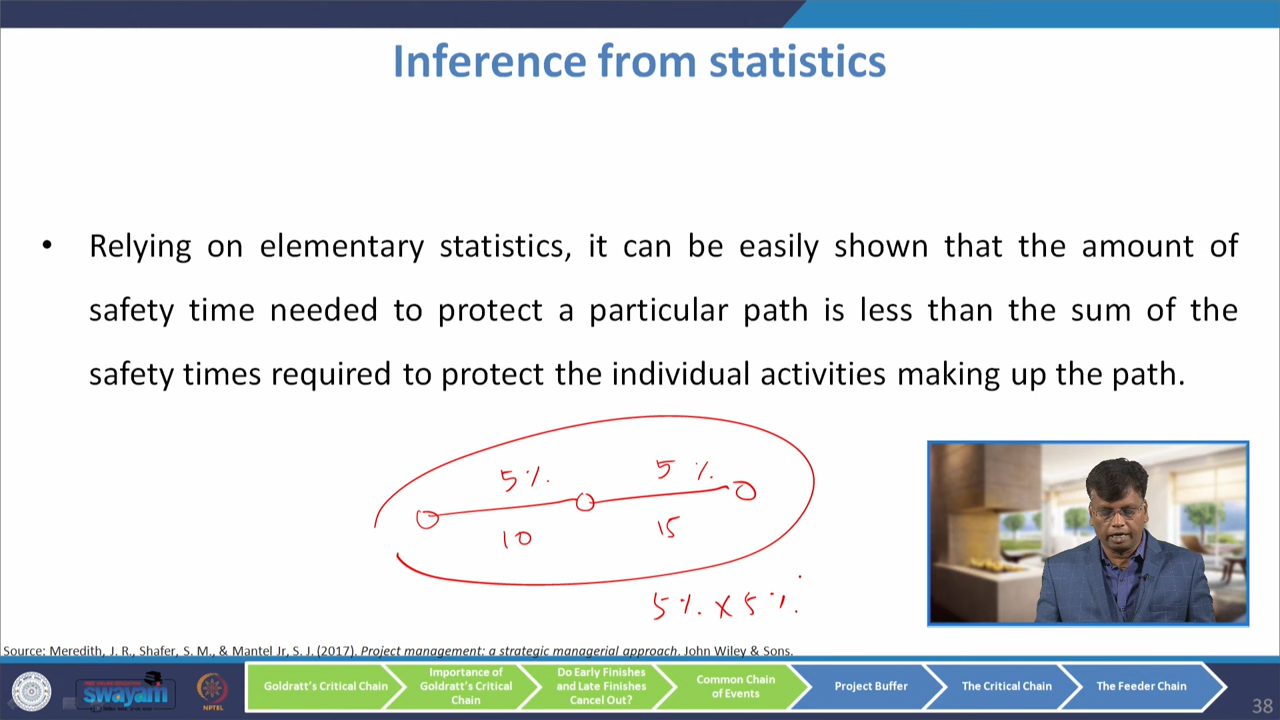 Inference from statistics
• Relying on elementary statistics, it can be easily shown that the amount of
safety time needed to protect a particular path is less than the sum of the
safety times required to protect the individual activities making up the path.
5% 5%
10 15
5% X 5%
Source: Meredith, J. R., Shafer, S. M., & Mantel Jr, S. J. (2017). Project management: a strategic managerial approach. John Wiley & Sons.
swayam
NPTEL
Goldratt's Critical Chain
Importance of
Goldratt's Critical
Chain
Do Early Finishes
and Late Finishes
Cancel Out?
Common Chain
of Events
Project Buffer
The Critical Chain
The Feeder Chain
38